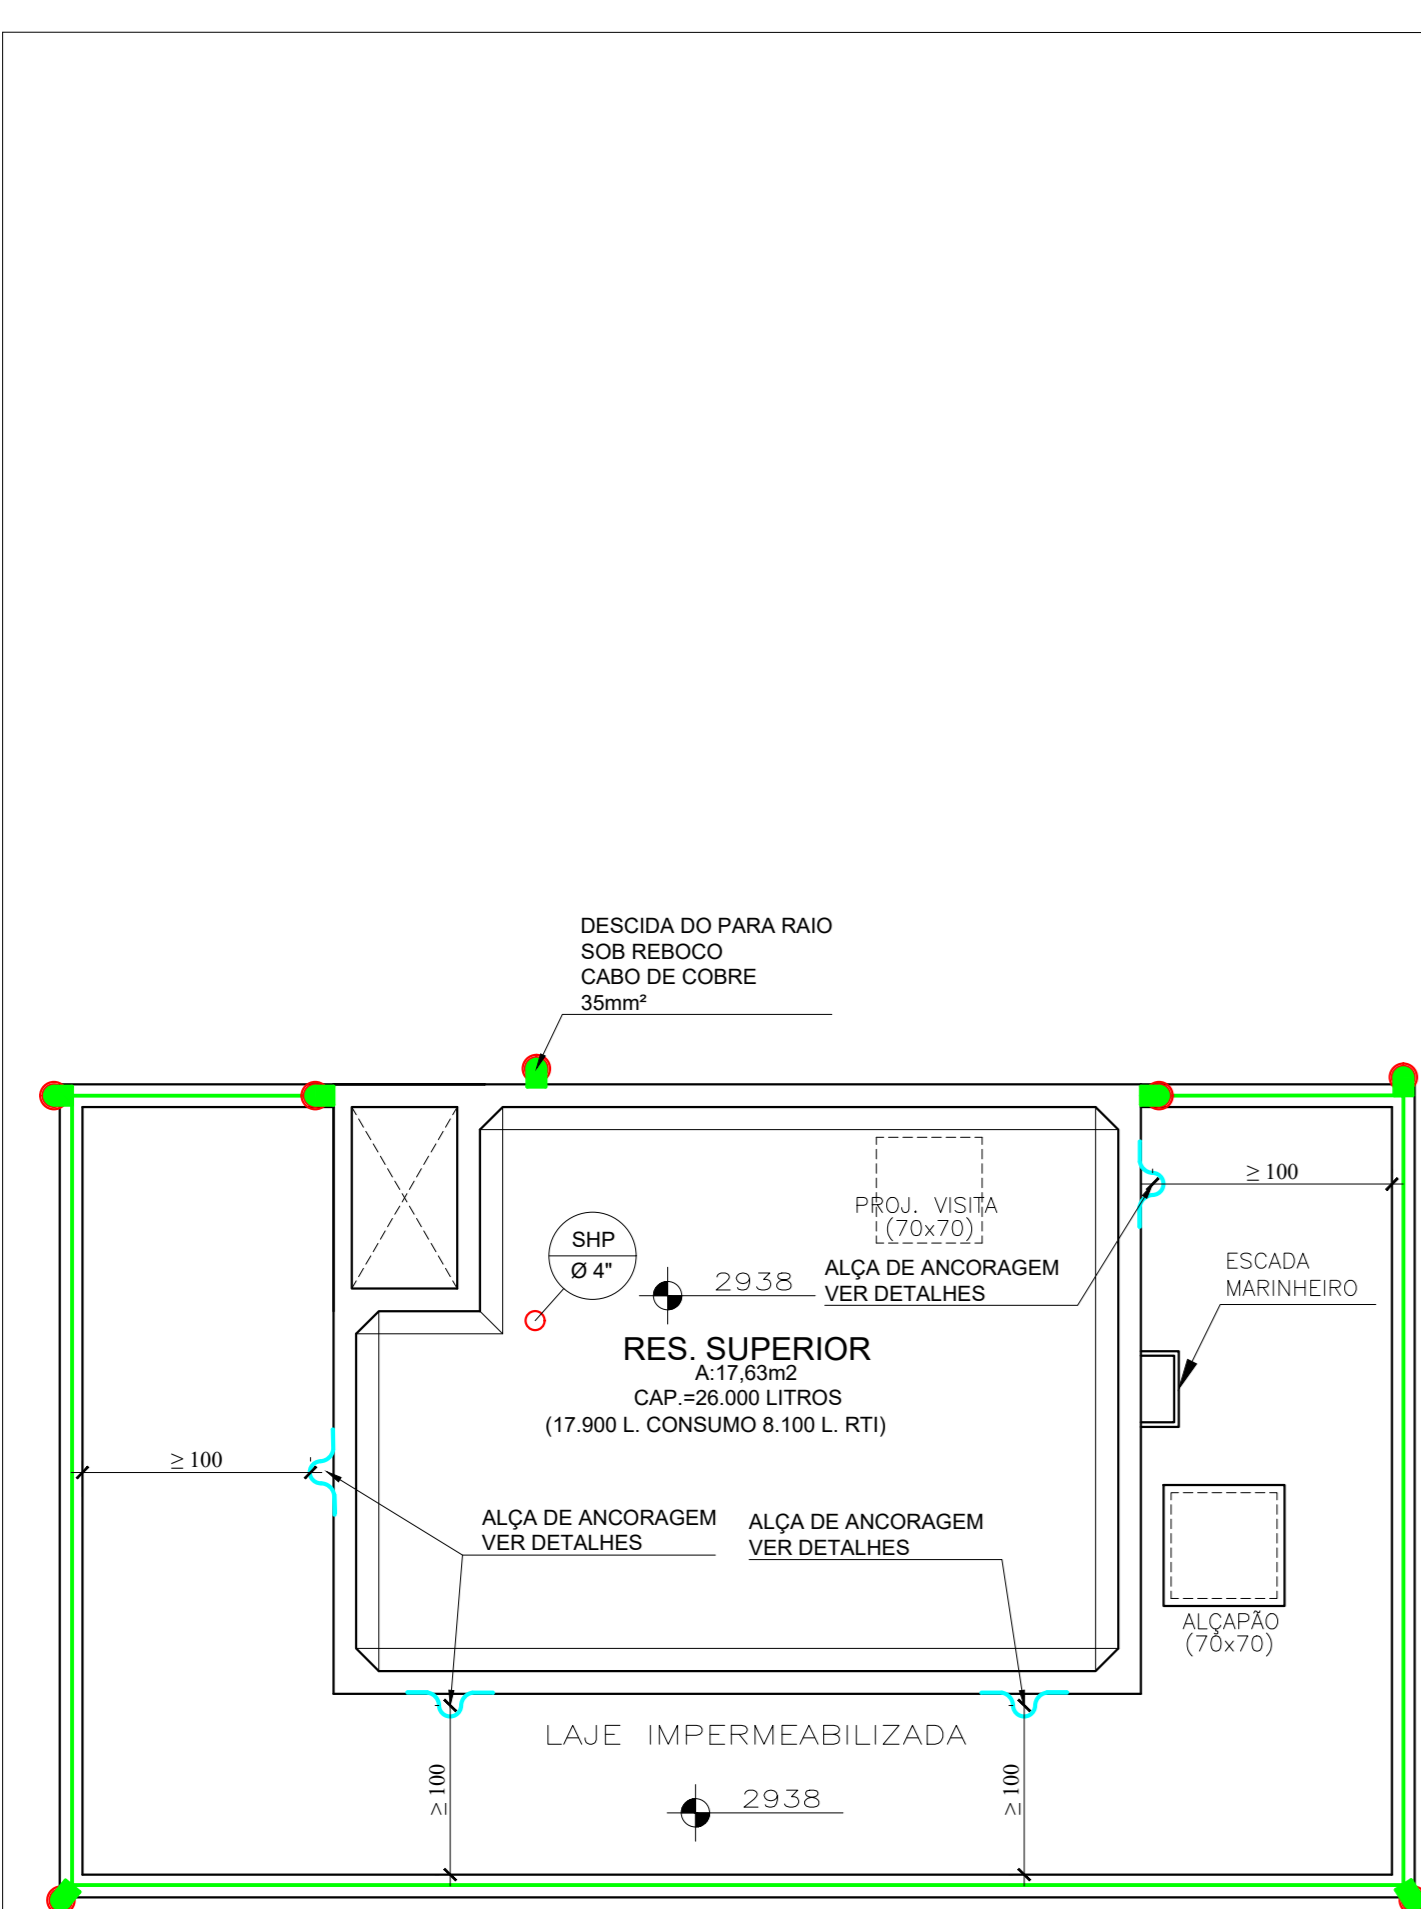 DESCIDA DO PARA RAIO
SOB REBOCO
CABO DE COBRE
35mm²
≥ 100
PROJ. VISITA
(70x70)
SHP
Ø 4"
2938
ALÇA DE ANCORAGEM
VER DETALHES
ESCADA
MARINHEIRO
RES. SUPERIOR
A:17,63m2
CAP.=26.000 LITROS
(17.900 L. CONSUMO 8.100 L. RTI)
≥ 100
ALÇA DE ANCORAGEM
VER DETALHES
ALÇA DE ANCORAGEM
VER DETALHES
ALÇAPÃO
(70x70)
LAJE IMPERMEABILIZADA
≥ 100
2938
≥ 100